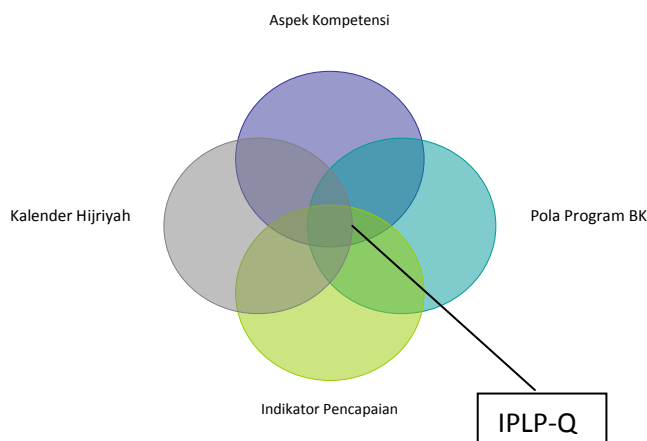 Aspek Kompetensi
Kalender Hijriyah
Pola Program BK
Indikator Pencapaian
IPLP-Q